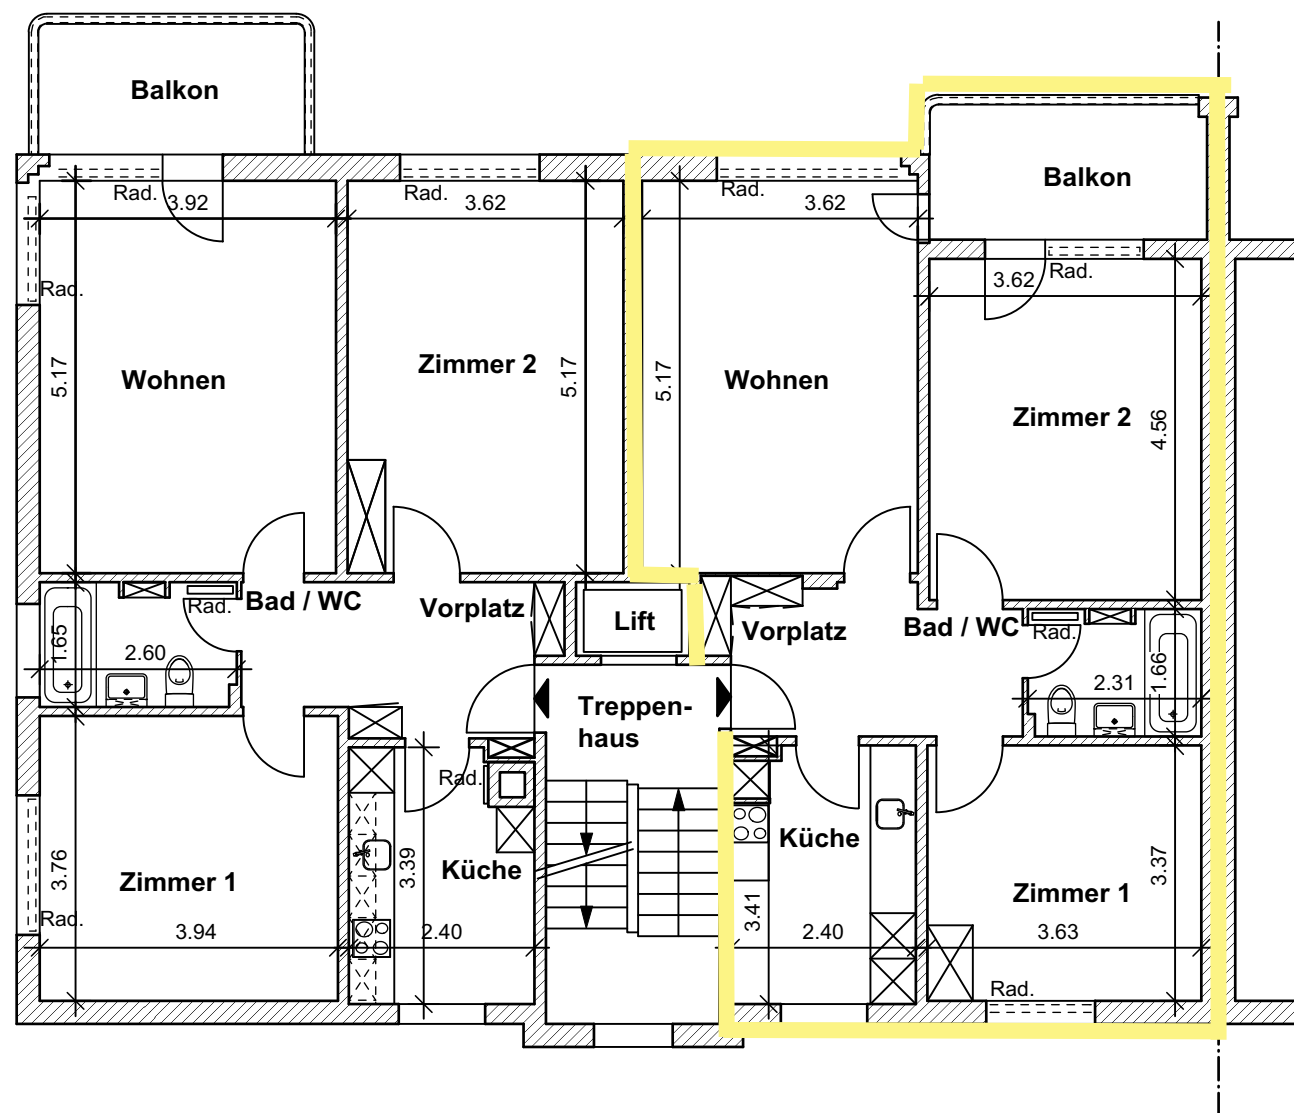 Balkon
Balkon
Rad.
3.92
Rad.
3.62
Rad.
3.62
Rad.
3.62
Rad.
5.17
Wohnen
Zimmer 2
5.17
5.17
Wohnen
Zimmer 2
4.56
Rad.
Bad / WC
Vorplatz
Lift
Vorplatz
Bad / WC
Rad.
1.65
2.60
2.31
1.66
Treppen-
haus
Rad.
3.76
Zimmer 1
Rad.
3.94
3.39
Küche
2.40
Küche
3.41
2.40
Zimmer 1
3.37
3.63
Rad.